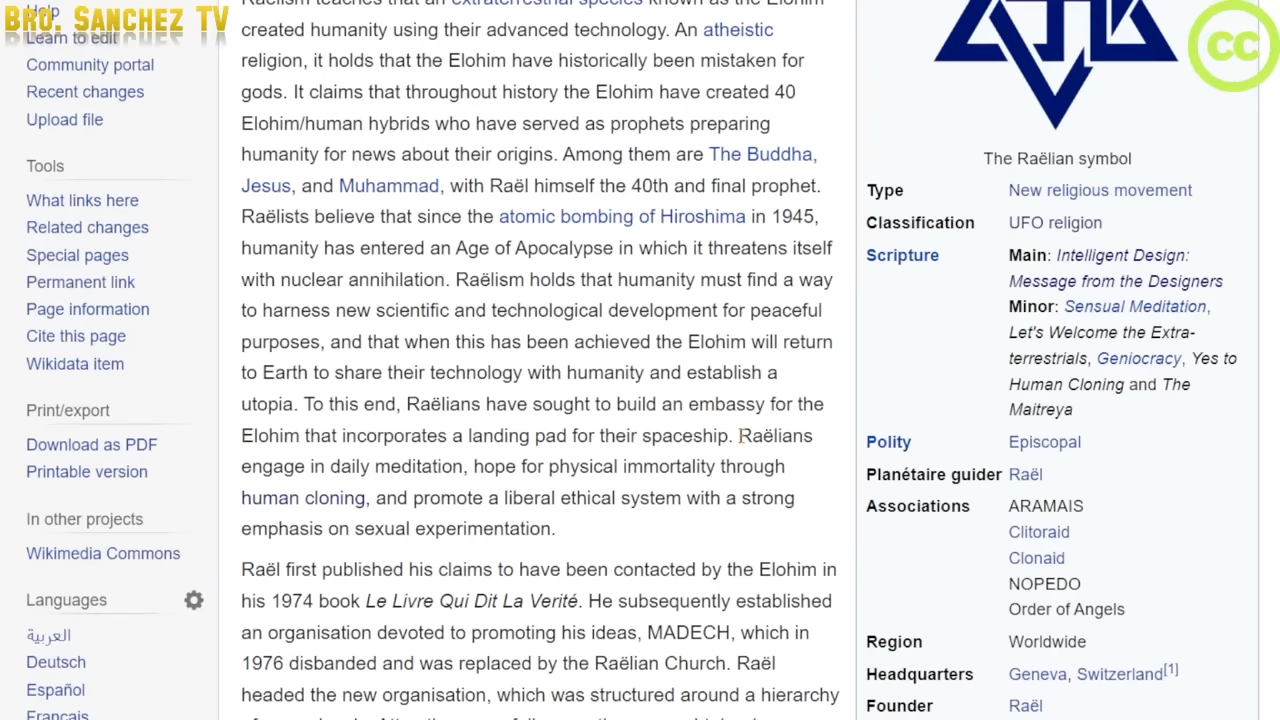 BRO. SANCHEZ TV
Help
Learn to edit
Community portal
Recent changes
Upload file
Tools
What links here
Related changes
Special pages
Permanent link
Page information
Cite this page
Wikidata item
Print/export
Download as PDF
Printable version
In other projects
Wikimedia Commons
Languages
العربية
Deutsch
Español
Français
Raëlism teaches that an extraterrestrial species known as the Elohim
created humanity using their advanced technology. An atheistic
religion, it holds that the Elohim have historically been mistaken for
gods. It claims that throughout history the Elohim have created 40
Elohim/human hybrids who have served as prophets preparing
humanity for news about their origins. Among them are The Buddha,
Jesus, and Muhammad, with Raël himself the 40th and final prophet.
Raëlists believe that since the atomic bombing of Hiroshima in 1945,
humanity has entered an Age of Apocalypse in which it threatens itself
with nuclear annihilation. Raëlism holds that humanity must find a way
to harness new scientific and technological development for peaceful
purposes, and that when this has been achieved the Elohim will return
to Earth to share their technology with humanity and establish a
utopia. To this end, Raëlians have sought to build an embassy for the
Elohim that incorporates a landing pad for their spaceship. Raëlians
engage in daily meditation, hope for physical immortality through
human cloning, and promote a liberal ethical system with a strong
emphasis on sexual experimentation.
Raël first published his claims to have been contacted by the Elohim in
his 1974 book Le Livre Qui Dit La Verité. He subsequently established
an organisation devoted to promoting his ideas, MADECH, which in
1976 disbanded and was replaced by the Raëlian Church. Raël
headed the new organisation, which was structured around a hierarchy
cc
The Raëlian symbol
Type New religious movement
Classification UFO religion
Scripture Main: Intelligent Design:
Message from the Designers
Minor: Sensual Meditation,
Let's Welcome the Extra-
terrestrials, Geniocracy, Yes to
Human Cloning and The
Maitreya
Polity Episcopal
Planétaire guider Raël
Associations ARAMAIS
Clitoraid
Clonaid
NOPEDO
Order of Angels
Region Worldwide
Headquarters Geneva, Switzerland[1]
Founder Raël